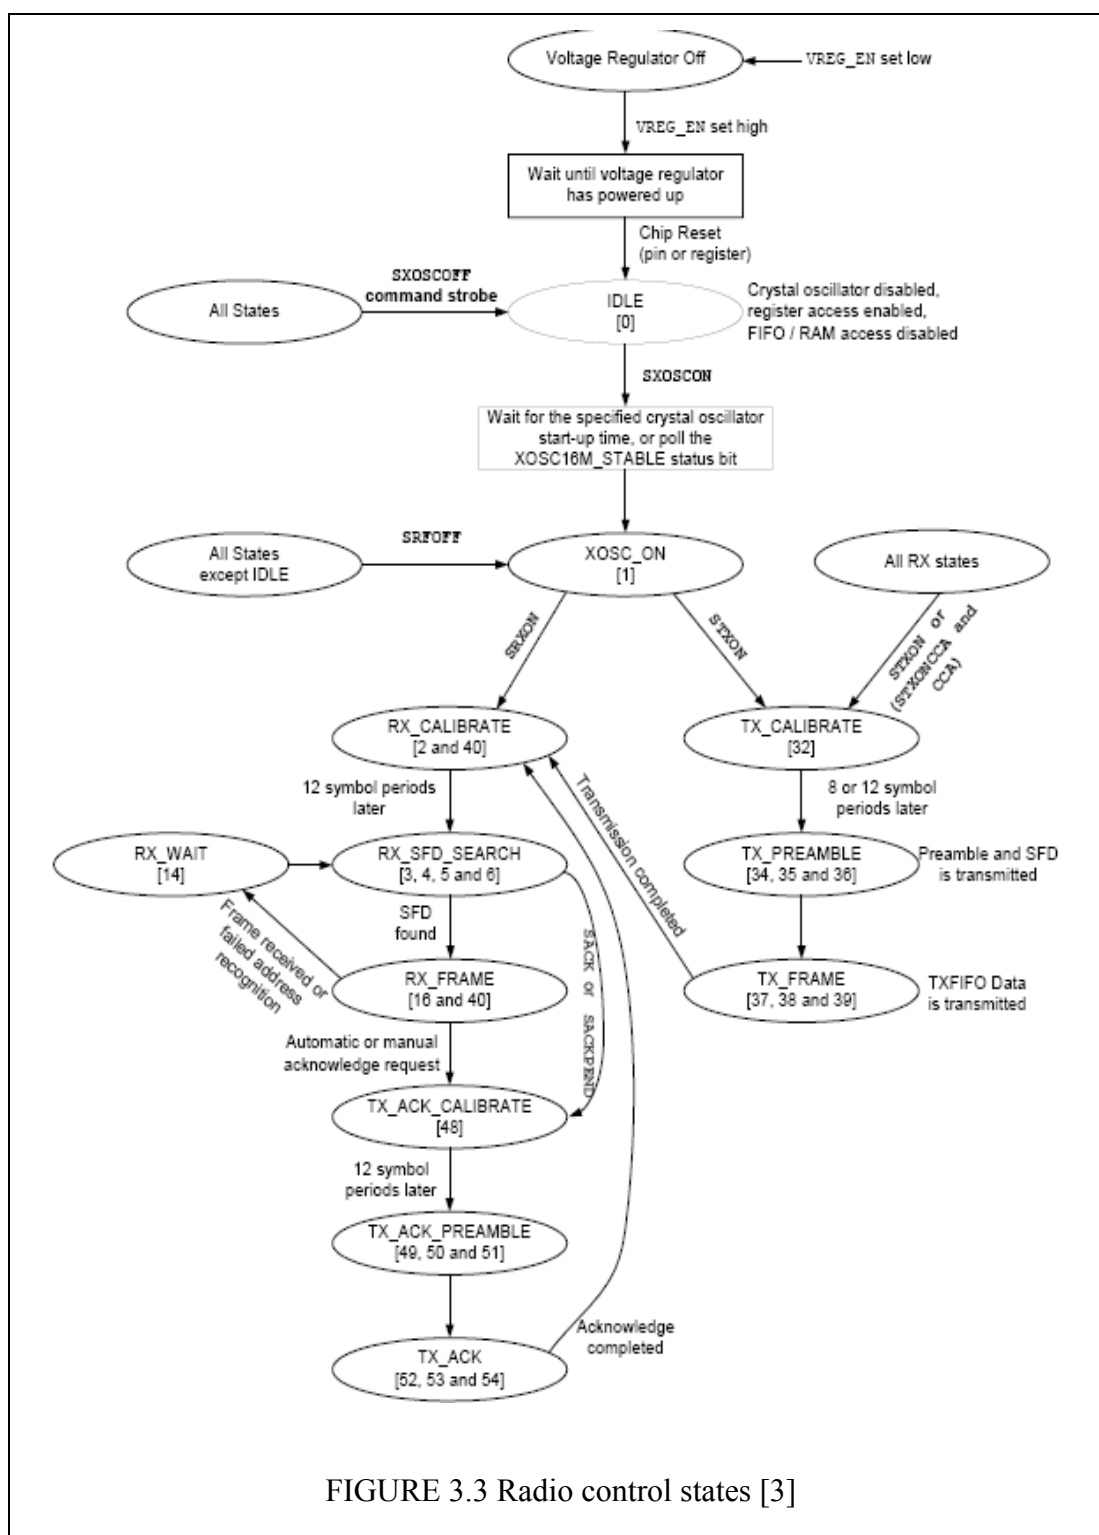 Voltage Regulator Off
VREG_EN set low
VREG_EN set high
Wait until voltage regulator
has powered up
Chip Reset
(pin or register)
All States
SXOSCOFF
command strobe
IDLE
[0]
Crystal oscillator disabled,
register access enabled,
FIFO / RAM access disabled
SXOSCON
Wait for the specified crystal oscillator
start-up time, or poll the
XOSC16M_STABLE status bit
All States
except IDLE
SRFOFF
XOSC_ON
[1]
All RX states
SRXON
STXON
STXON or
(STXONCCA and
CCA)
RX_CALIBRATE
[2 and 40]
TX_CALIBRATE
[32]
12 symbol periods
later
8 or 12 symbol
periods later
Transmission completed
RX_WAIT
[14]
RX_SFD_SEARCH
[3, 4, 5 and 6]
TX_PREAMBLE
[34, 35 and 36]
Preamble and SFD
is transmitted
Frame received or
failed address
recognition
SFD
found
SACK or SACKPEND
RX_FRAME
[16 and 40]
TX_FRAME
[37, 38 and 39]
TXFIFO Data
is transmitted
Automatic or manual
acknowledge request
TX_ACK_CALIBRATE
[48]
12 symbol
periods later
TX_ACK_PREAMBLE
[49, 50 and 51]
Acknowledge
completed
TX_ACK
[52, 53 and 54]
FIGURE 3.3 Radio control states [3]